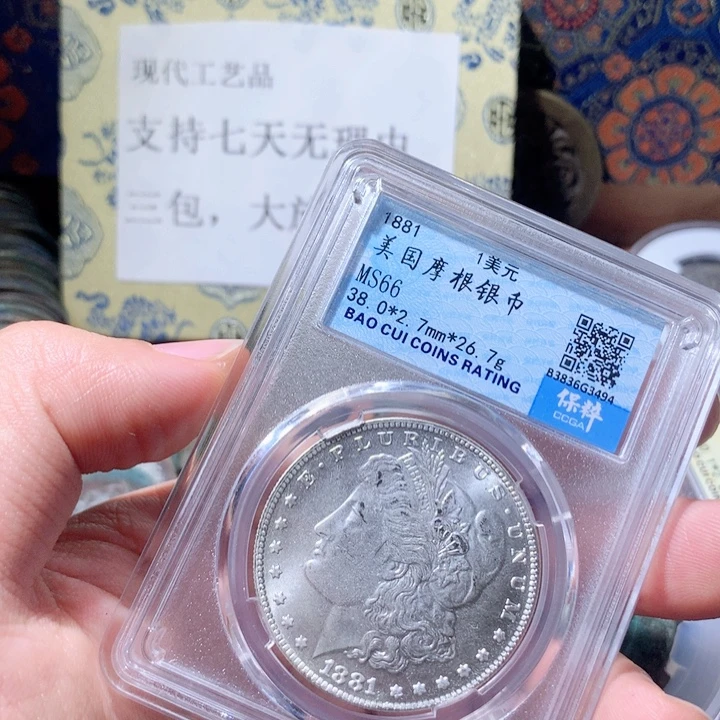 现代工艺品
支持七天无理由
三包，大
1881
1美元
美国摩根银币
MS66
38.0*2.7mm*26.7g
BAO CUI COINS RATING
B3836G3494
保粹
CCGA
E·PLURIBUS·UNUM
1881